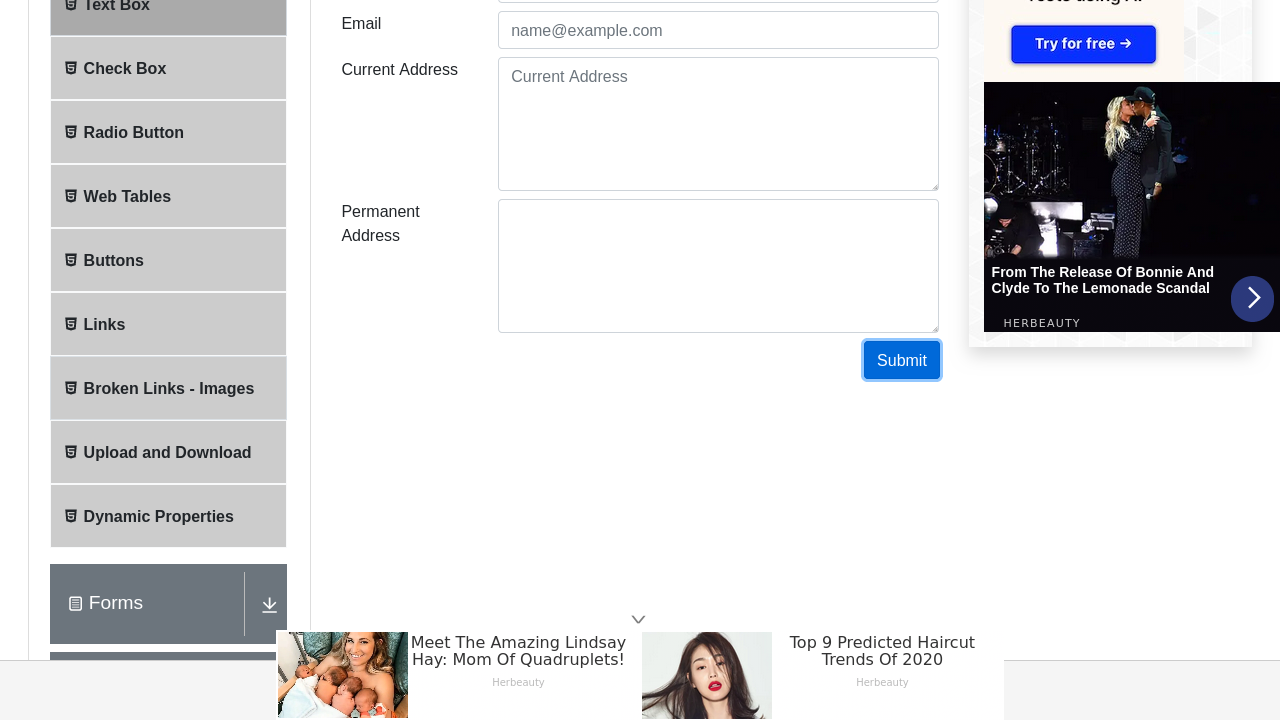 Text Box
Check Box
Radio Button
Web Tables
Buttons
Links
Broken Links - Images
Upload and Download
Dynamic Properties
Forms
Email
name@example.com
Current Address
Current Address
Permanent
Address
Submit
Try for free →
From The Release Of Bonnie And
Clyde To The Lemonade Scandal
HERBEAUTY
Meet The Amazing Lindsay
Hay: Mom Of Quadruplets!
Herbeauty
Top 9 Predicted Haircut
Trends Of 2020
Herbeauty